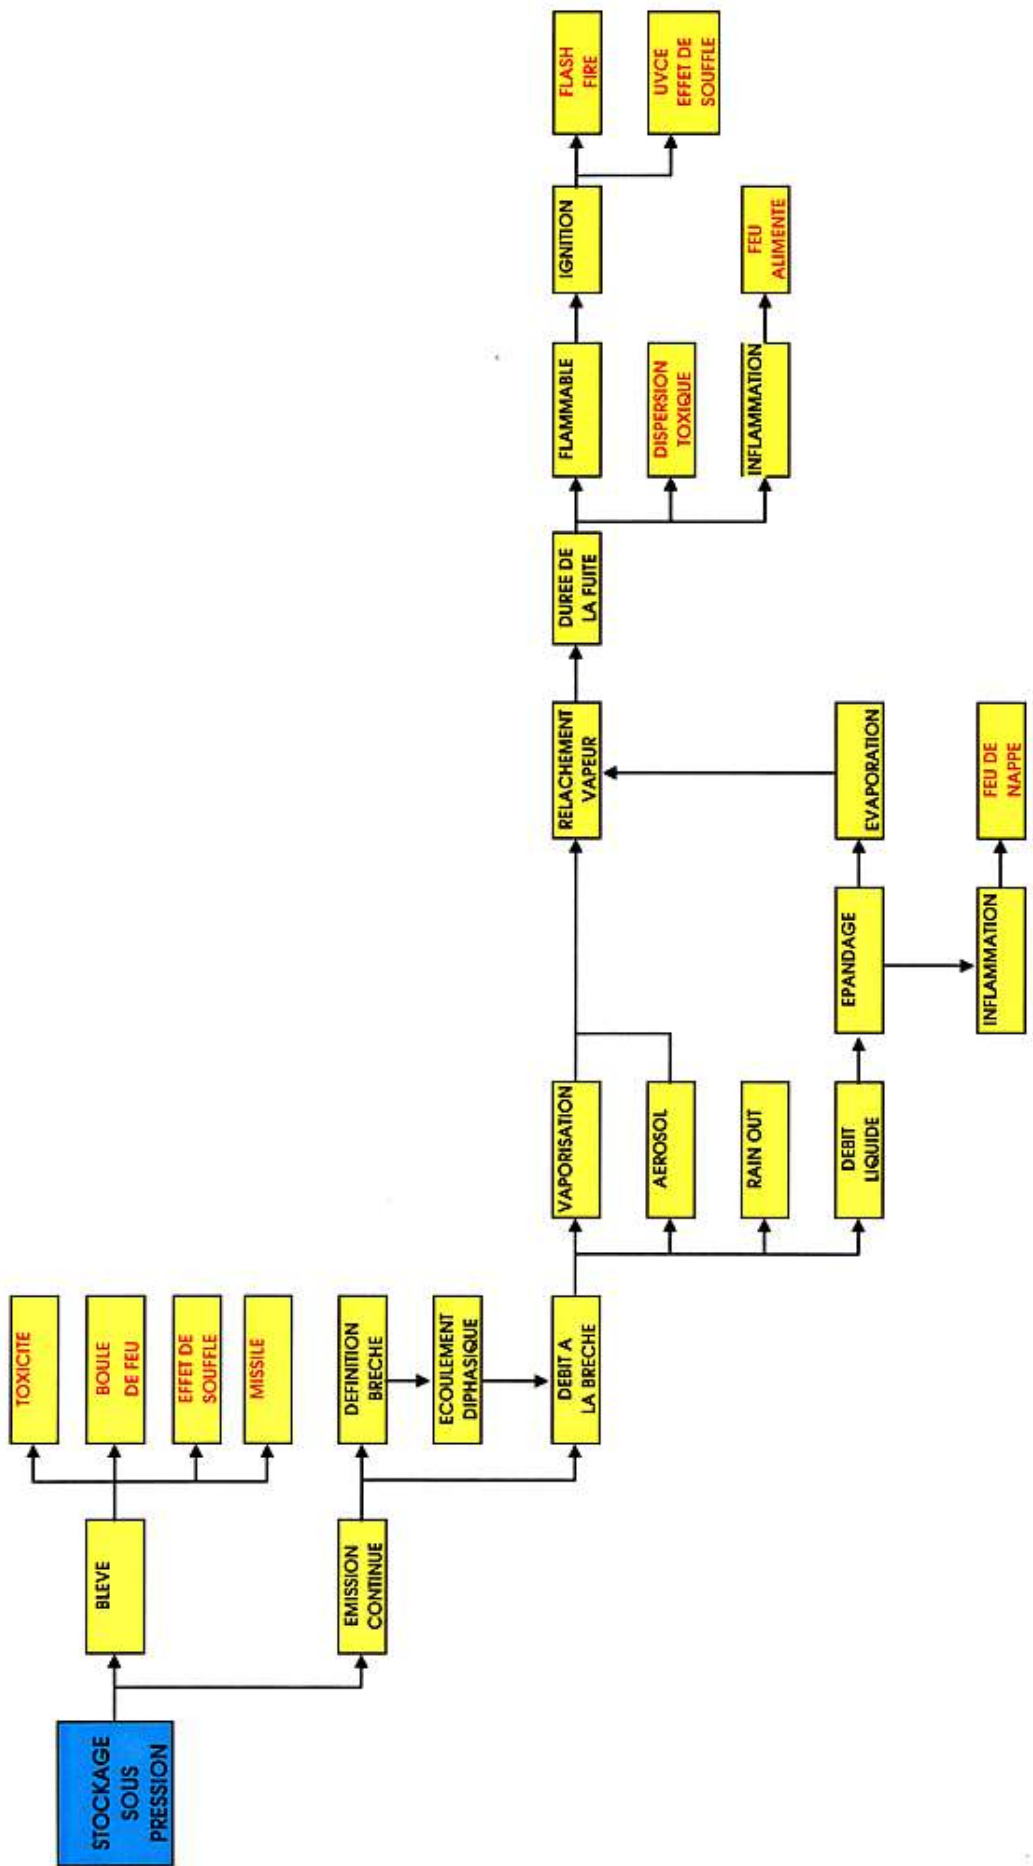 STOCKAGE
SOUS
PRESSION
BLEVE
TOXICITE
BOULE
DE FEU
EFFET DE
SOUFFLE
MISSILE
EMISSION
CONTINUE
DEFINITION
BRECHE
ECOULEMENT
DIPHASIQUE
DEBIT A
LA BRECHE
VAPORISATION
AEROSOL
RAIN OUT
DEBIT
LIQUIDE
EPANDAGE
EVAPORATION
INFLAMMATION
FEU DE
NAPPE
RELACHEMENT
VAPEUR
DUREE DE
LA FUITE
FLAMMABLE
DISPERSION
TOXIQUE
INFLAMMATION
IGNITION
FEU
ALIMENTE
FLASH
FIRE
UVCE
EFFET DE
SOUFFLE